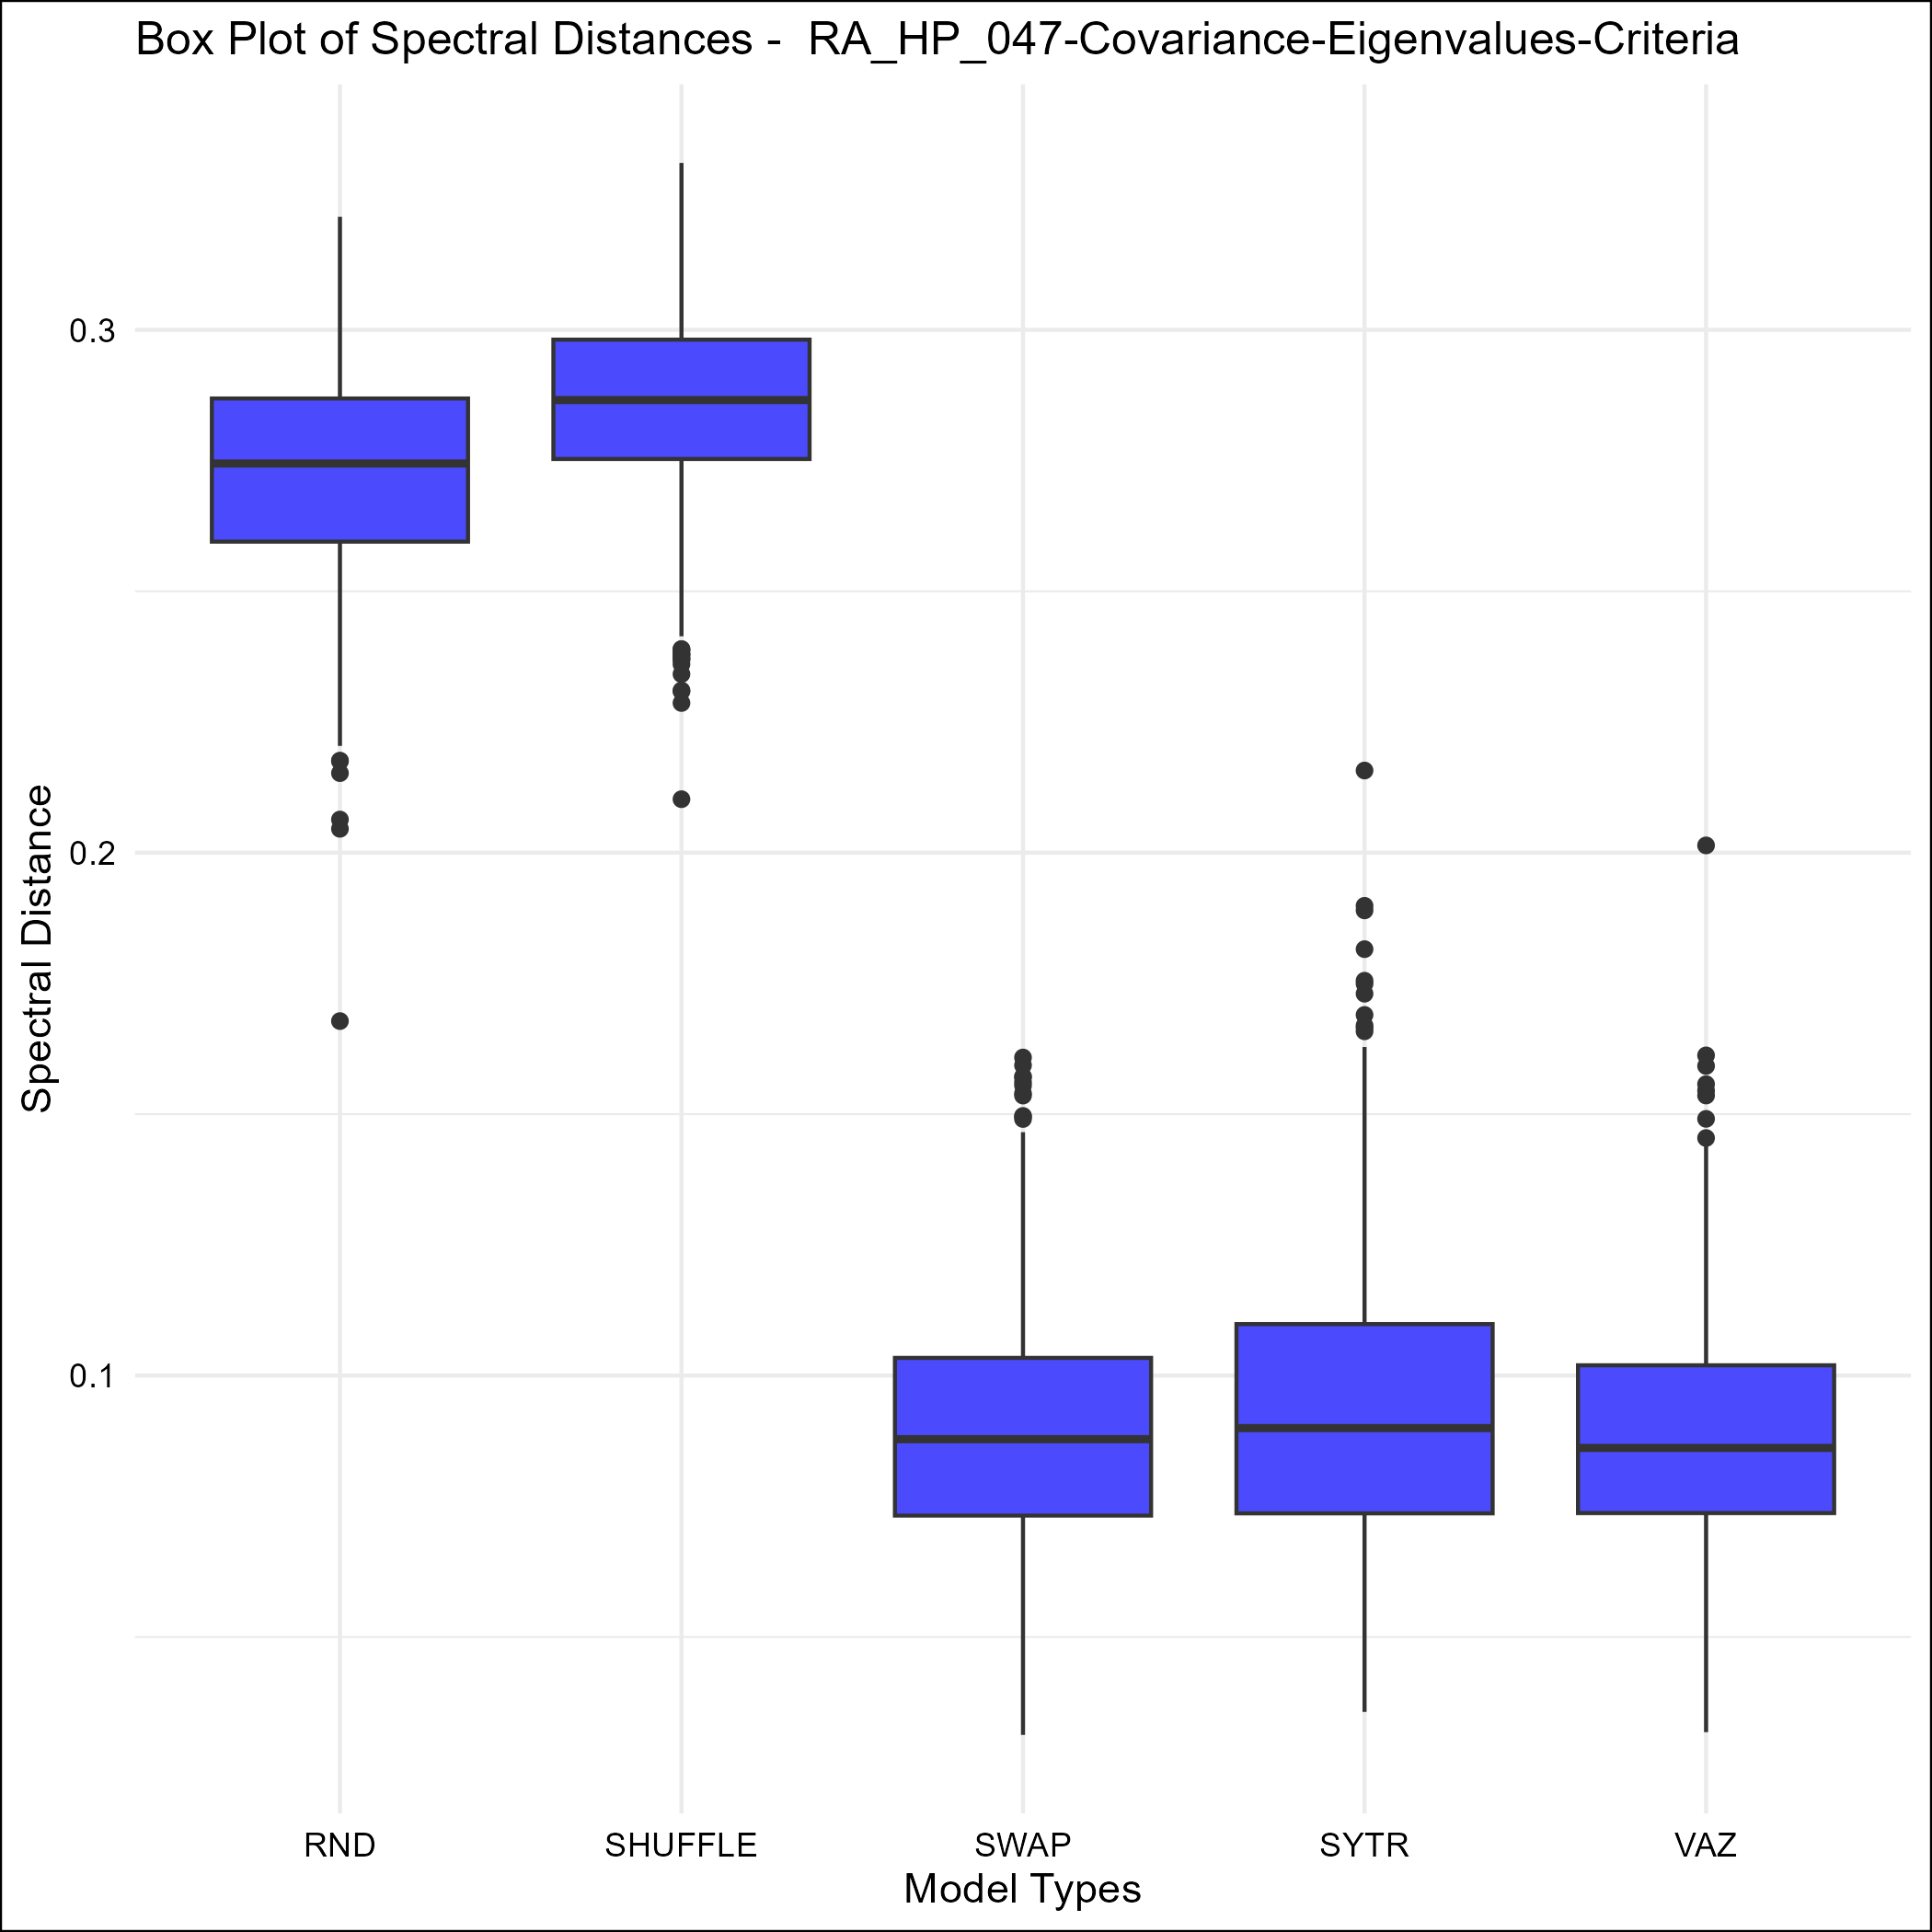 Box Plot of Spectral Distances -  RA_HP_047-Covariance-Eigenvalues-Criteria
Spectral Distance
0.3
0.2
0.1
RND SHUFFLE SWAP SYTR VAZ
Model Types